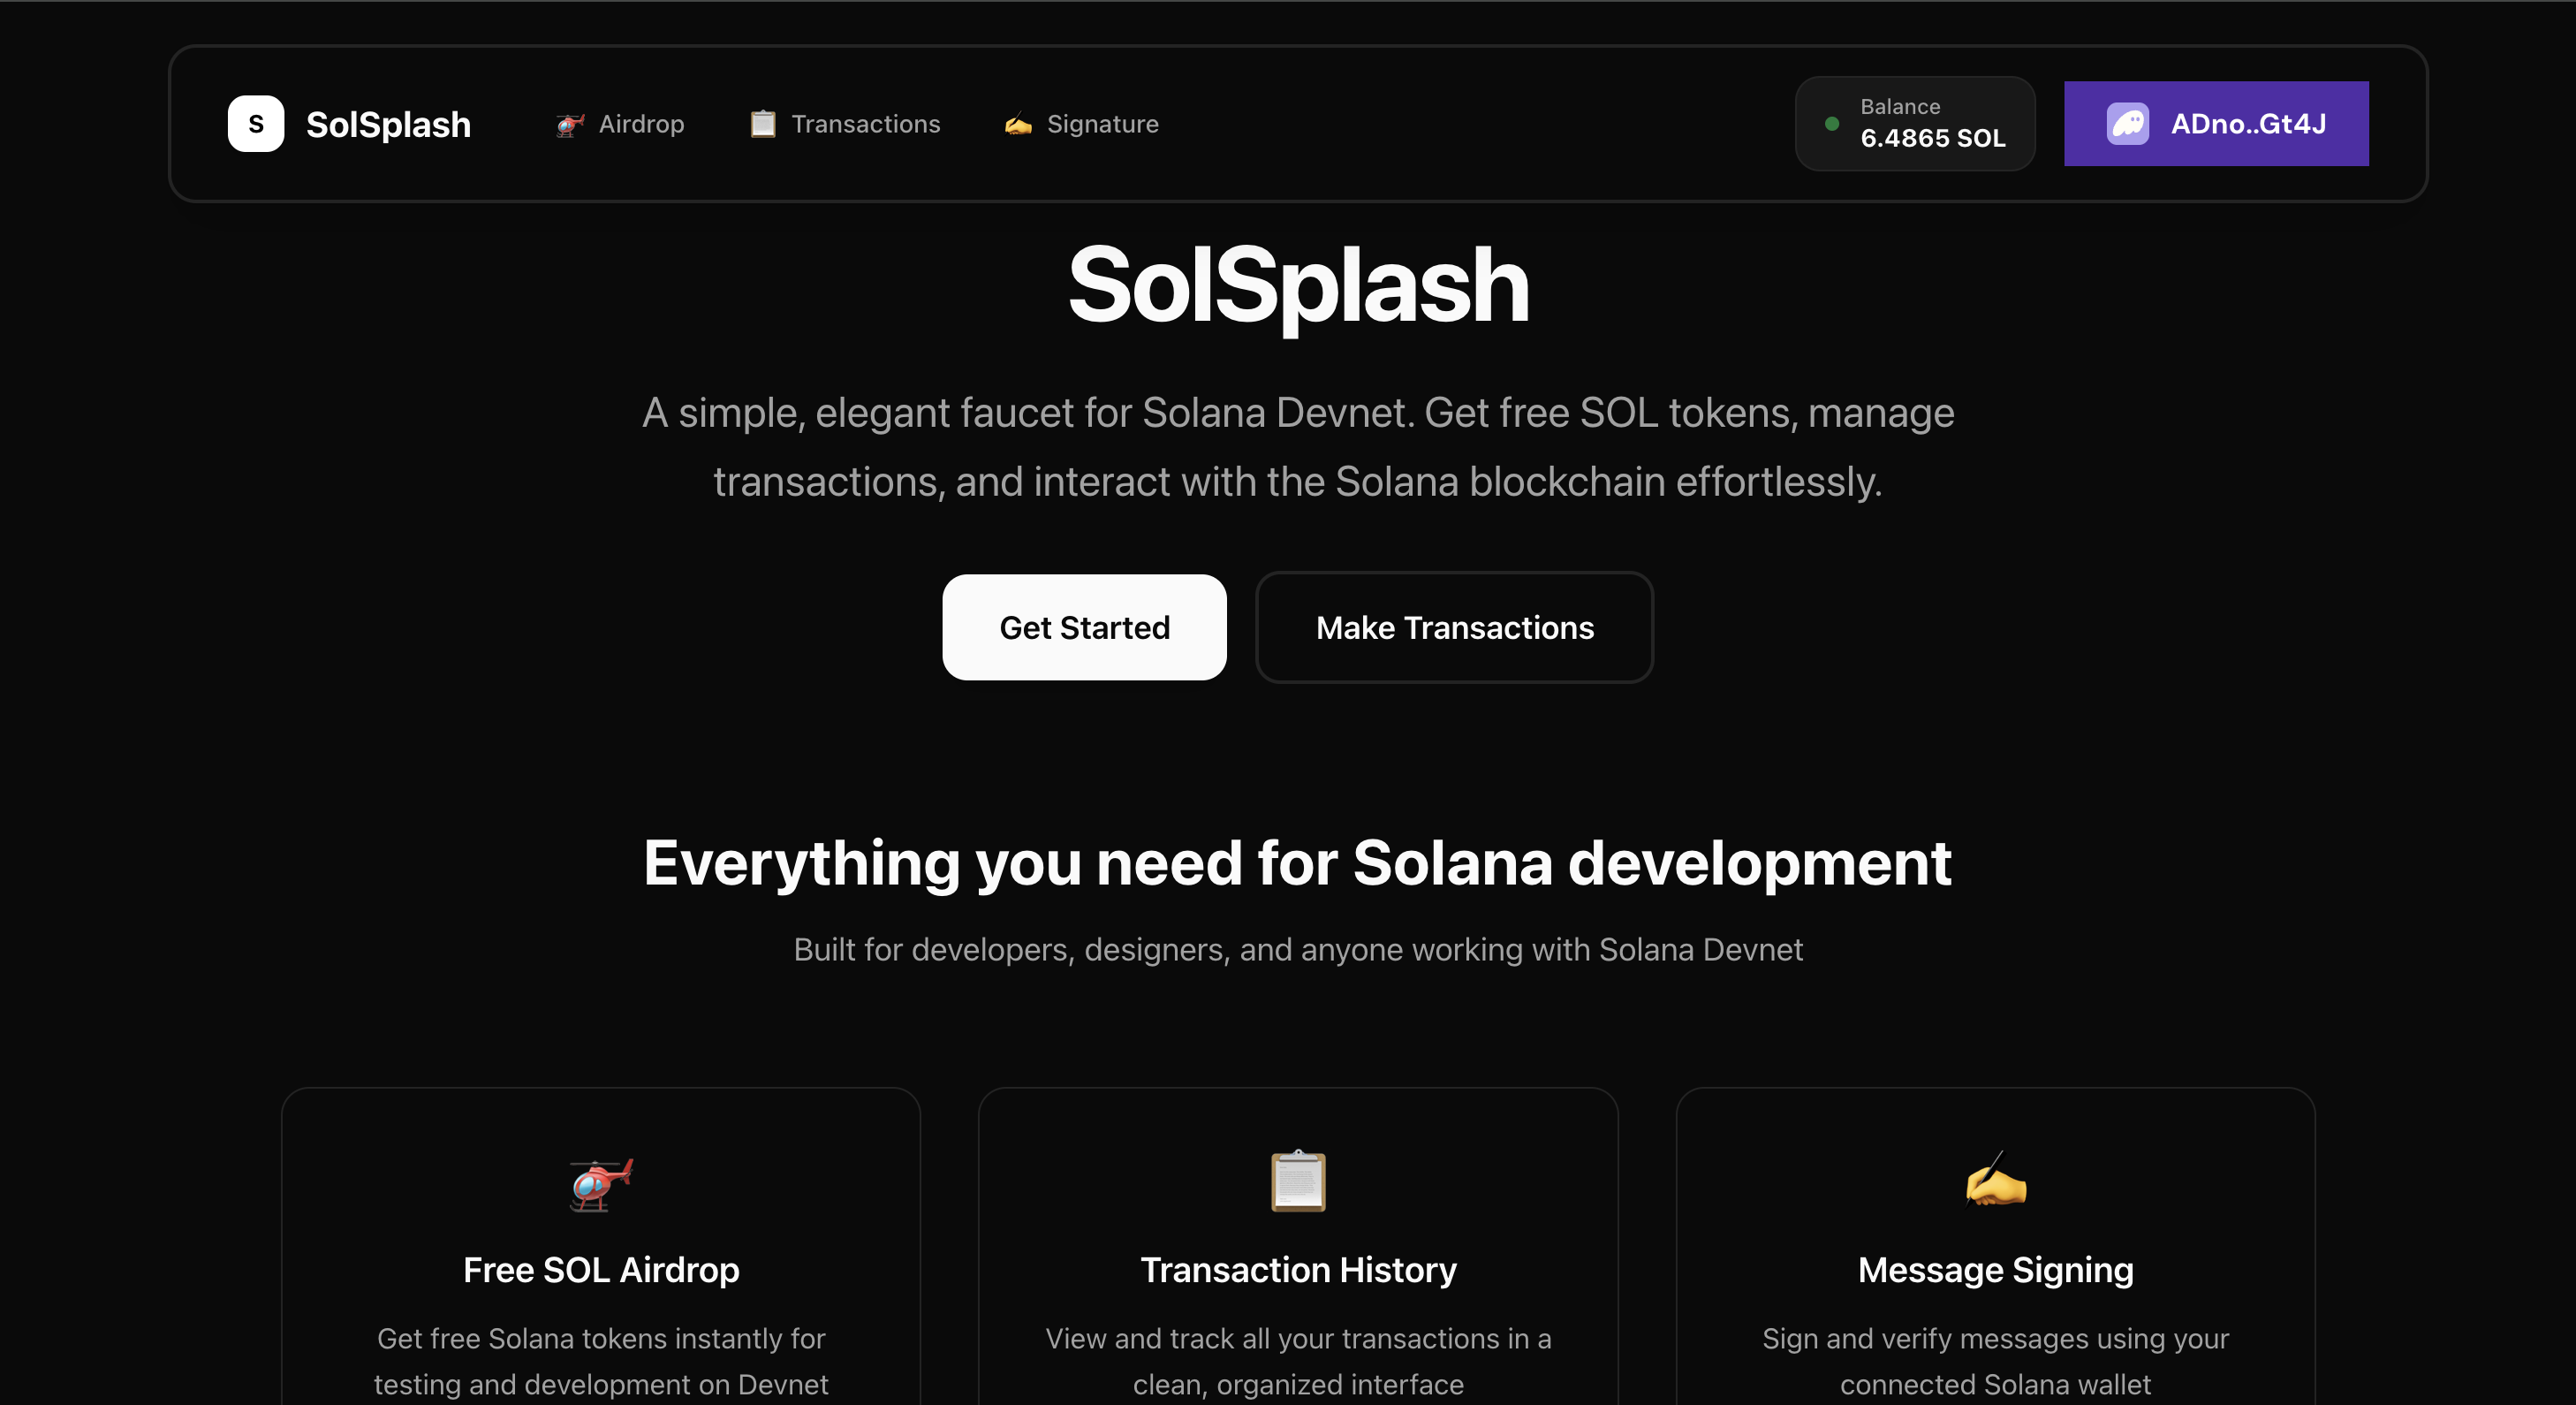 S
SolSplash
Airdrop
Transactions
Signature
Balance
6.4865 SOL
ADno..Gt4J
SolSplash
A simple, elegant faucet for Solana Devnet. Get free SOL tokens, manage
transactions, and interact with the Solana blockchain effortlessly.
Get Started
Make Transactions
Everything you need for Solana development
Built for developers, designers, and anyone working with Solana Devnet
Free SOL Airdrop
Get free Solana tokens instantly for
testing and development on Devnet
Transaction History
View and track all your transactions in a
clean, organized interface
Message Signing
Sign and verify messages using your
connected Solana wallet